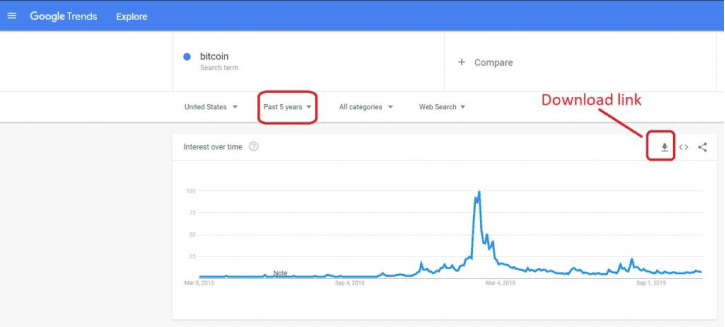 Google Trends Explore
bitcoin
Search term
+ Compare
United States Past 5 years All categories Web Search
Download link
Interest over time ?
100
75
50
25
Note
Mar 8, 2015 Sep 4, 2016 Mar 4, 2018 Sep 1, 2019